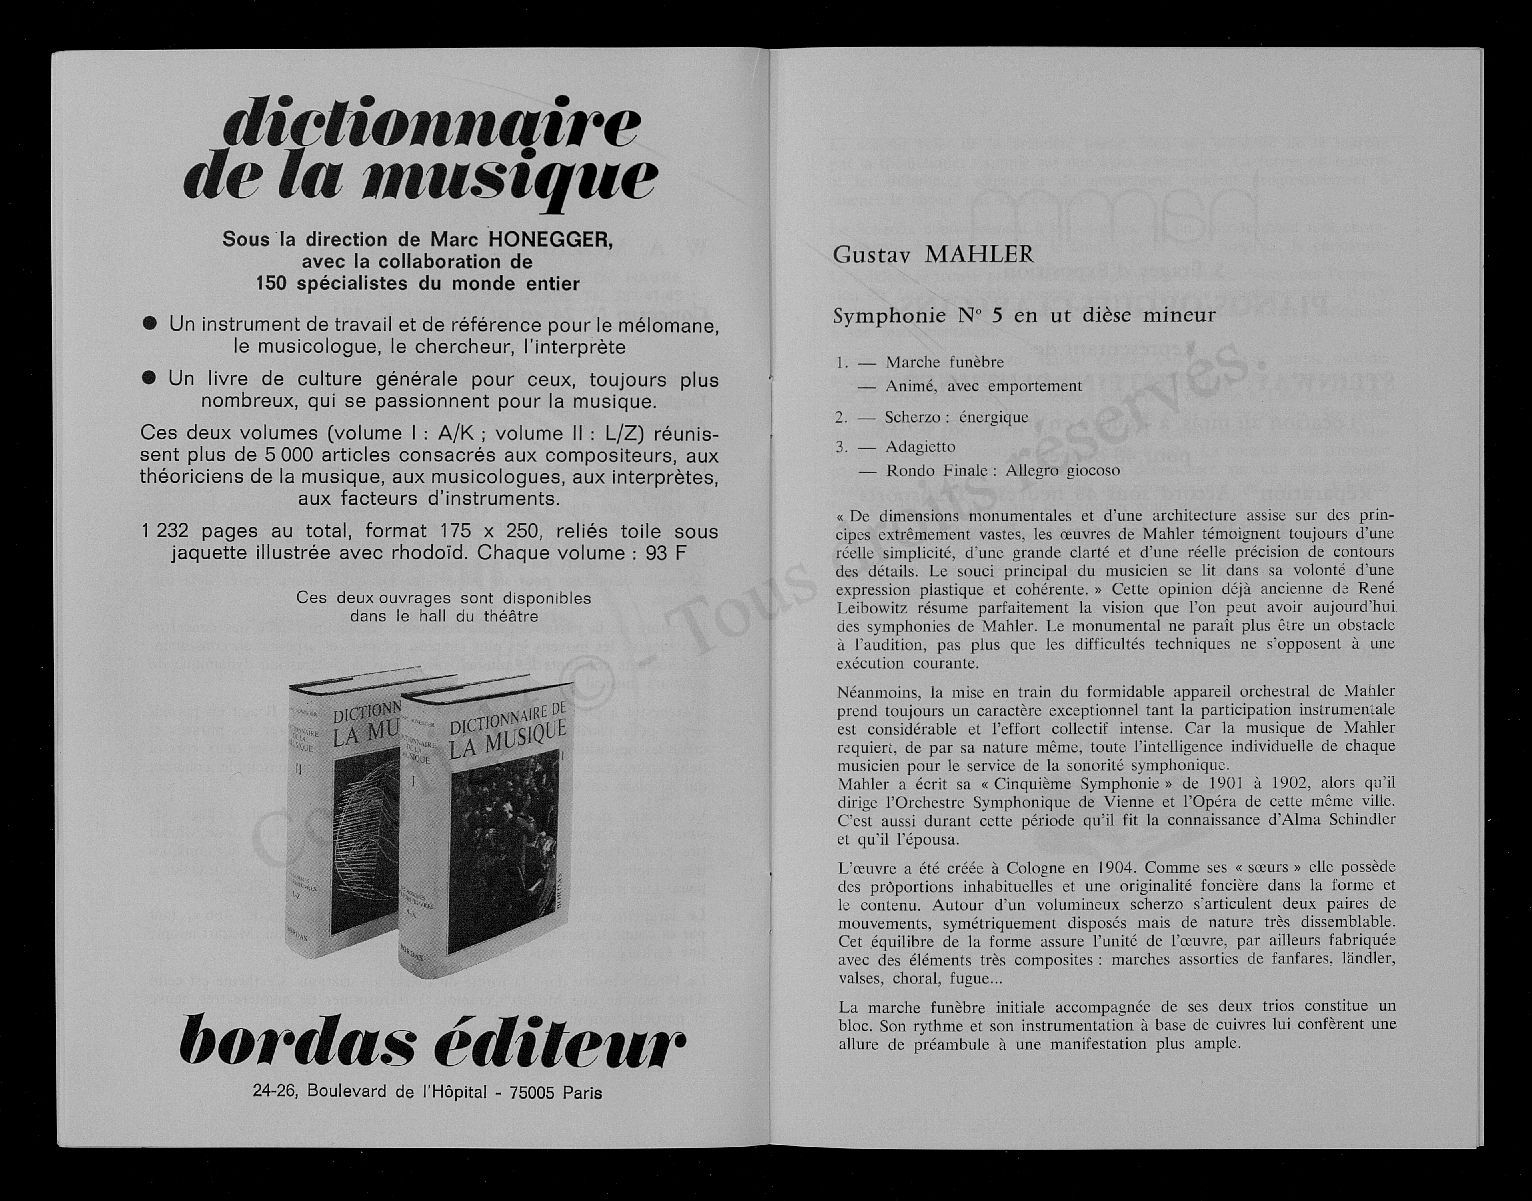 dictionnaire
de la musique
Sous la direction de Marc HONEGGER,
avec la collaboration de
150 spécialistes du monde entier
● Un instrument de travail et de référence pour le mélomane,
le musicologue, le chercheur, l'interprète
● Un livre de culture générale pour ceux, toujours plus
nombreux, qui se passionnent pour la musique.
Ces deux volumes (volume I : A/K ; volume II : L/Z) réunis-
sent plus de 5 000 articles consacrés aux compositeurs, aux
théoriciens de la musique, aux musicologues, aux interprètes,
aux facteurs d'instruments.
1 232 pages au total, format 175 x 250, reliés toile sous
jaquette illustrée avec rhodoïd. Chaque volume : 93 F
Ces deux ouvrages sont disponibles
dans le hall du théâtre
DICTIONN
LA MU
II
DICTIONNAIRE DE
LA MUSIQUE
I
BORDAS
bordas éditeur
24-26, Boulevard de l'Hôpital - 75005 Paris
Gustav MAHLER
Symphonie N° 5 en ut dièse mineur
1. — Marche funèbre
— Animé, avec emportement
2. — Scherzo : énergique
3. — Adagietto
— Rondo Finale : Allegro giocoso
« De dimensions monumentales et d'une architecture assise sur des prin-
cipes extrêmement vastes, les œuvres de Mahler témoignent toujours d'une
réelle simplicité, d'une grande clarté et d'une réelle précision de contours
des détails. Le souci principal du musicien se lit dans sa volonté d'une
expression plastique et cohérente. » Cette opinion déjà ancienne de René
Leibowitz résume parfaitement la vision que l'on peut avoir aujourd'hui
des symphonies de Mahler. Le monumental ne paraît plus être un obstacle
à l'audition, pas plus que les difficultés techniques ne s'opposent à une
exécution courante.
Néanmoins, la mise en train du formidable appareil orchestral de Mahler
prend toujours un caractère exceptionnel tant la participation instrumentale
est considérable et l'effort collectif intense. Car la musique de Mahler
requiert, de par sa nature même, toute l'intelligence individuelle de chaque
musicien pour le service de la sonorité symphonique.
Mahler a écrit sa « Cinquième Symphonie » de 1901 à 1902, alors qu'il
dirige l'Orchestre Symphonique de Vienne et l'Opéra de cette même ville.
C'est aussi durant cette période qu'il fit la connaissance d'Alma Schindler
et qu'il l'épousa.
L'œuvre a été créée à Cologne en 1904. Comme ses « sœurs » elle possède
des proportions inhabituelles et une originalité foncière dans la forme et
le contenu. Autour d'un volumineux scherzo s'articulent deux paires de
mouvements, symétriquement disposés mais de nature très dissemblable.
Cet équilibre de la forme assure l'unité de l'œuvre, par ailleurs fabriquée
avec des éléments très composites : marches assorties de fanfares, ländler,
valses, choral, fugue...
La marche funèbre initiale accompagnée de ses deux trios constitue un
bloc. Son rythme et son instrumentation à base de cuivres lui confèrent une
allure de préambule à une manifestation plus ample.
© - Tous droits réservés.